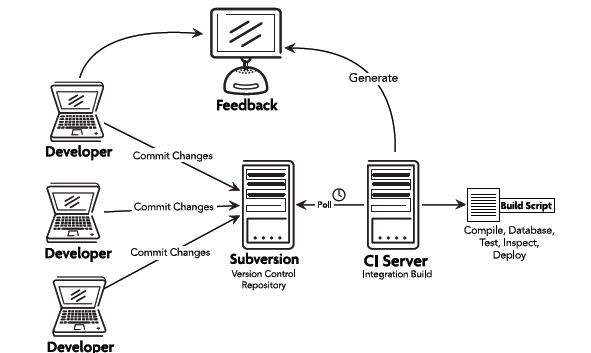 Generate
Feedback
Developer
Commit Changes
Developer
Commit Changes
Poll
Build Script
Compile, Database,
Test, Inspect,
Deploy
Commit Changes
Subversion
Version Control
Repository
CI Server
Integration Build
Developer